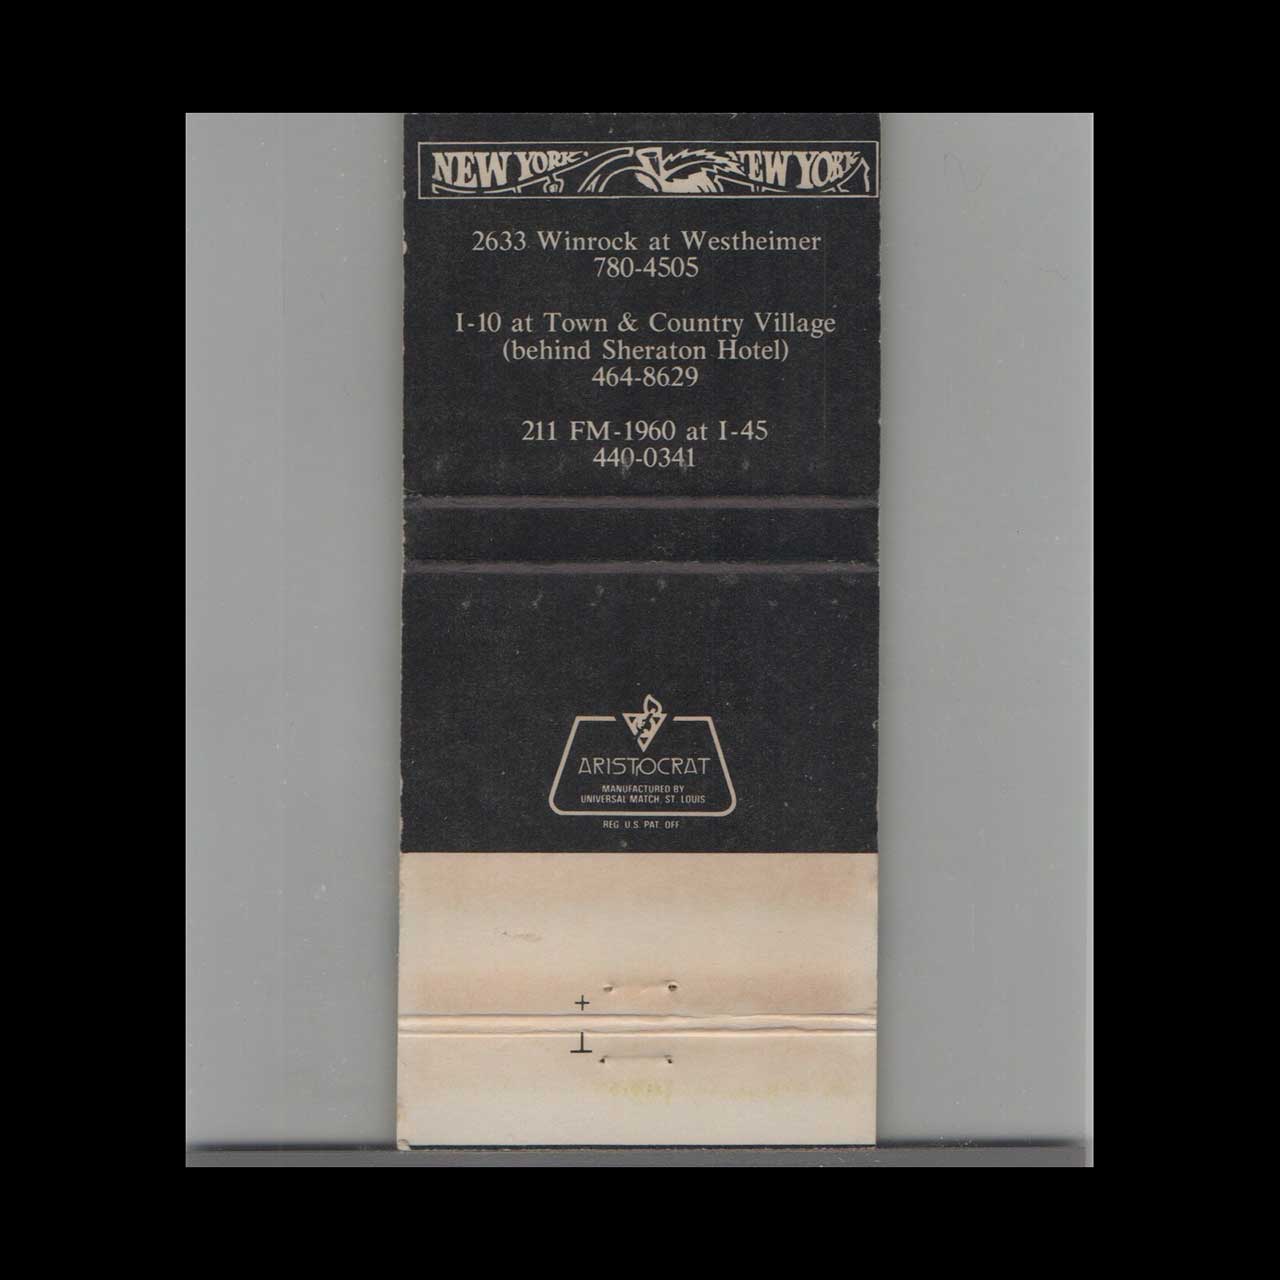 NEW YORK NEW YORK
2633 Winrock at Westheimer
780-4505
I-10 at Town & Country Village
(behind Sheraton Hotel)
464-8629
211 FM-1960 at I-45
440-0341
ARISTOCRAT
MANUFACTURED BY
UNIVERSAL MATCH, ST. LOUIS
REG. U.S. PAT. OFF.